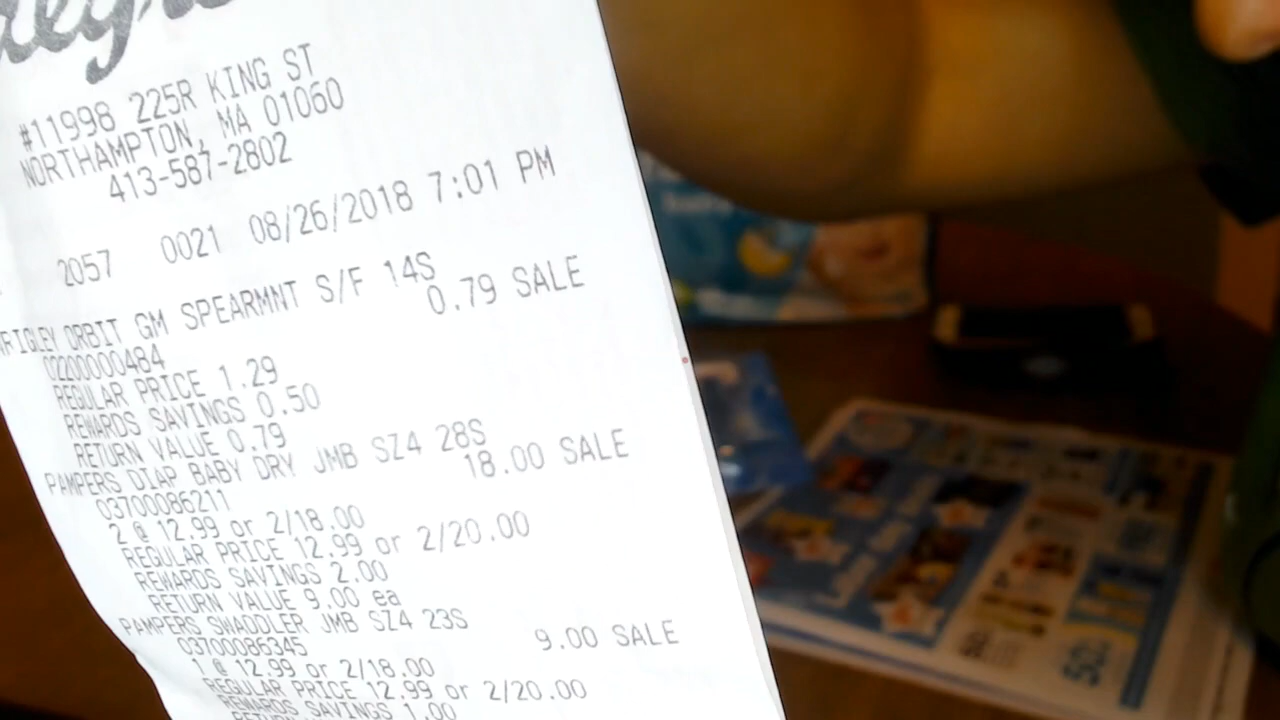 #11998 225R KING ST
NORTHAMPTON, MA 01060
413-587-2802
2057 0021 08/26/2018 7:01 PM
ORBIT GM SPEARMNT S/F 14S
0.79 SALE
02200000484
REGULAR PRICE 1.29
REWARDS SAVINGS 0.50
RETURN VALUE 0.79
PAMPERS DIAP BABY DRY JMB SZ4 28S
18.00 SALE
03700086211
2 @ 12.99 or 2/18.00
REGULAR PRICE 12.99 or 2/20.00
REWARDS SAVINGS 2.00
RETURN VALUE 9.00 ea
PAMPERS SWADDLER JMB SZ4 23S
9.00 SALE
03700086345
1 @ 12.99 or 2/18.00
REGULAR PRICE 12.99 or 2/20.00
REWARDS SAVINGS 1.00